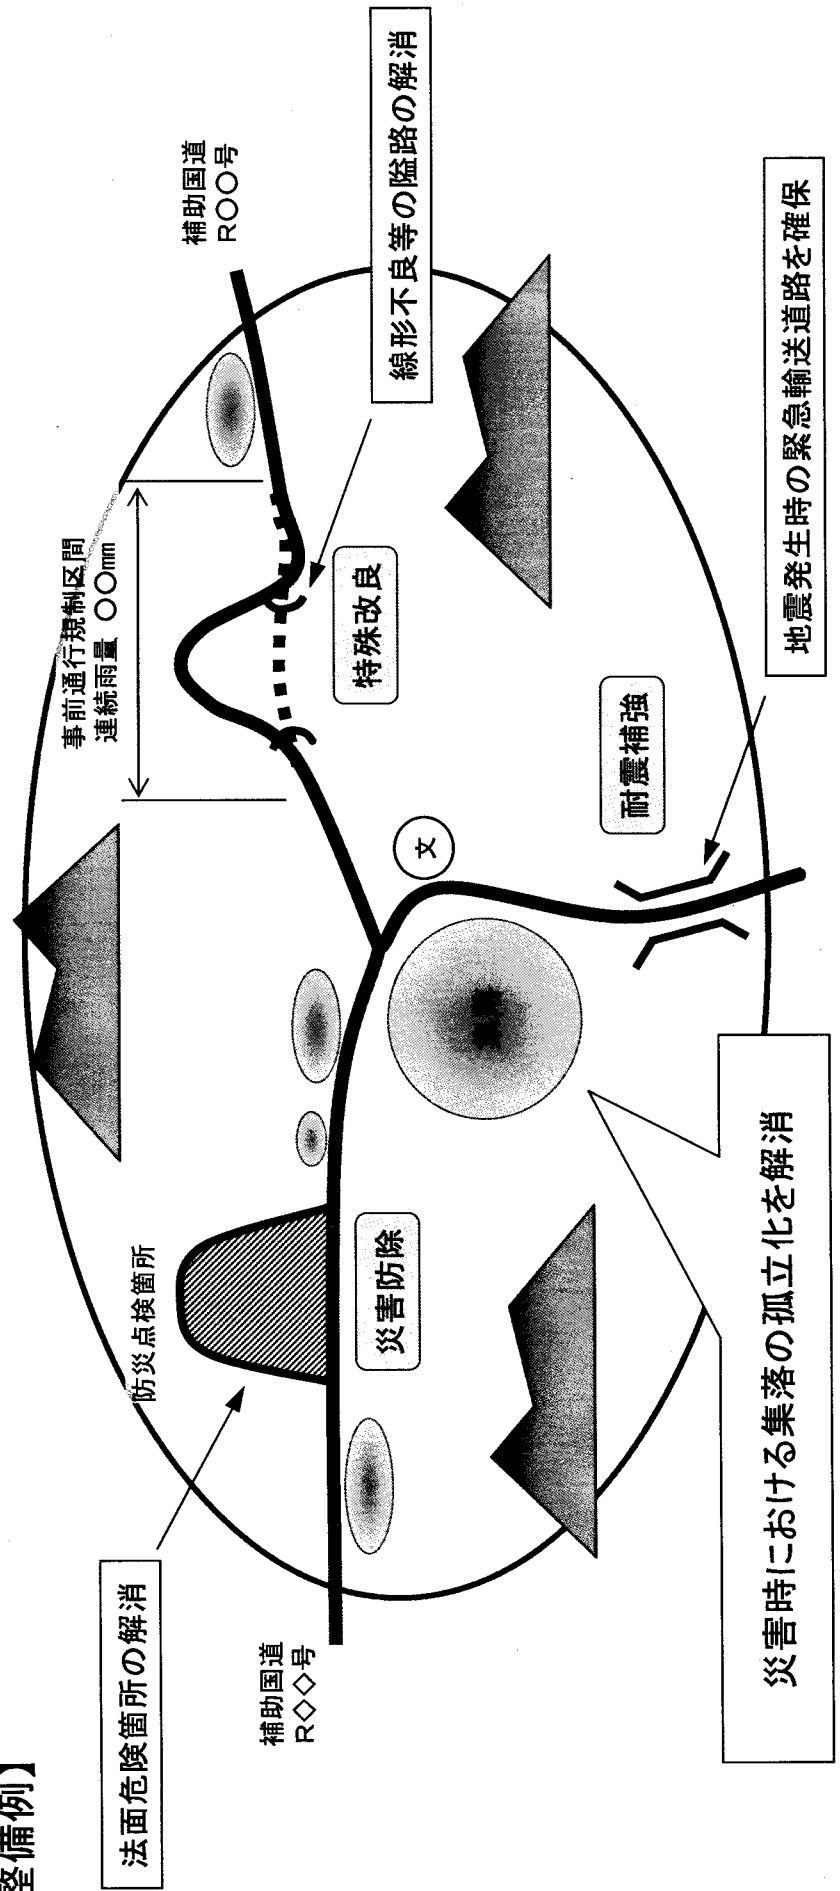 整備例】
法面危険箇所の解消
防災点検箇所
事前通行規制区間
連続雨量 〇〇mm
補助国道
R〇〇号
線形不良等の隘路の解消
補助国道
R◇◇号
災害防除
特殊改良
文
耐震補強
災害時における集落の孤立化を解消
地震発生時の緊急輸送道路を確保